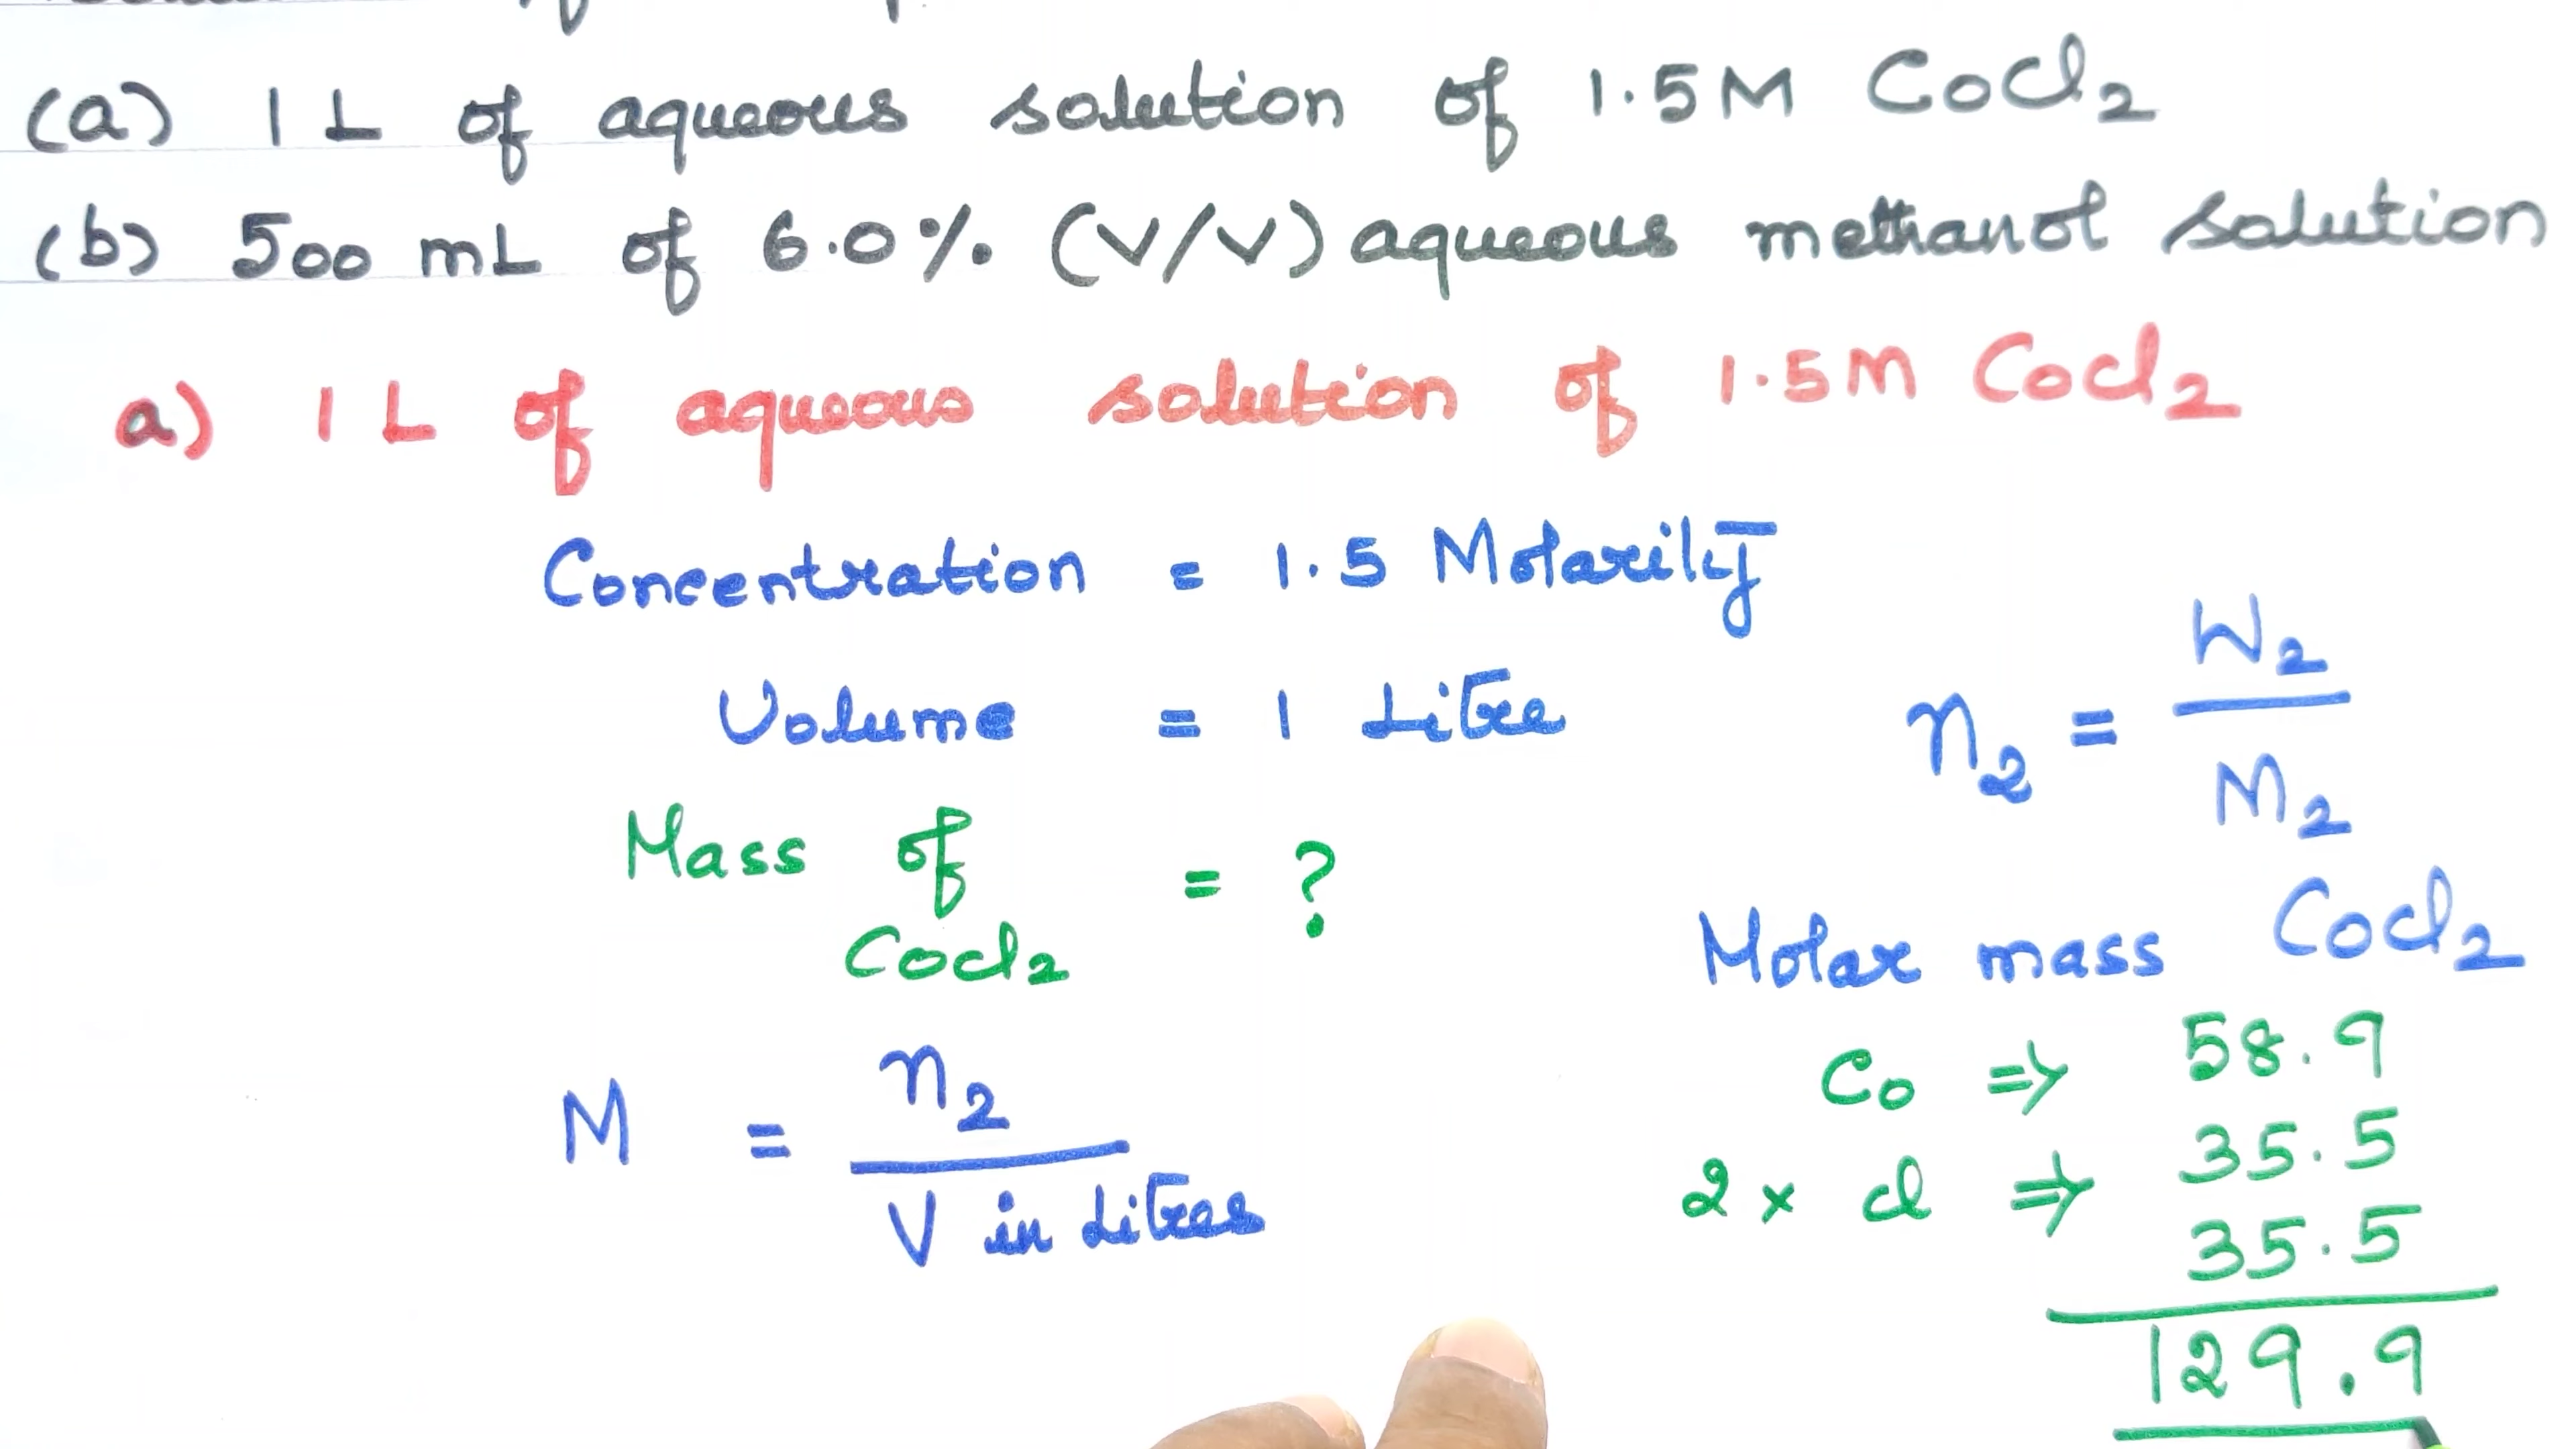 (a) 1 L of aqueous solution of 1.5M CoCl2
(b) 500 mL of 6.0% (V/V) aqueous methanol solution
a) 1 L of aqueous solution of 1.5M Cocl2
Concentration = 1.5 Molarity
Volume = 1 Litre
Mass of Cocl2 = ?
M = n2 / V in Litres
n2 = W2 / M2
Molar mass Cocl2
Co ⇒ 58.9
2 × cl ⇒ 35.5
35.5
129.9